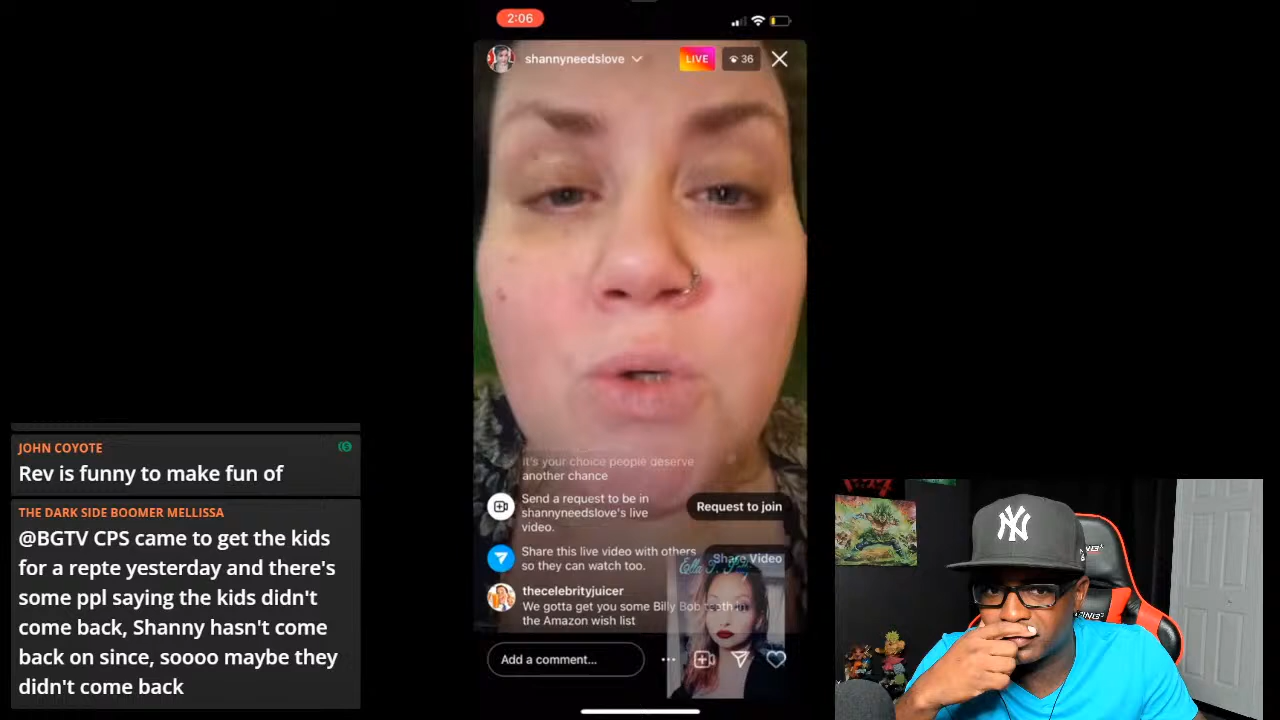 2:06
shannyneedslove
LIVE
36
It's your choice people deserve
another chance
Send a request to be in
shannyneedslove's live
video.
Request to join
Share this live video with others
so they can watch too.
Share Video
thecelebrityjuicer
We gotta get you some Billy Bob teeth in
the Amazon wish list
Add a comment...
JOHN COYOTE
Rev is funny to make fun of
THE DARK SIDE BOOMER MELLISSA
@BGTV CPS came to get the kids
for a repte yesterday and there's
some ppl saying the kids didn't
come back, Shanny hasn't come
back on since, soooo maybe they
didn't come back
NY